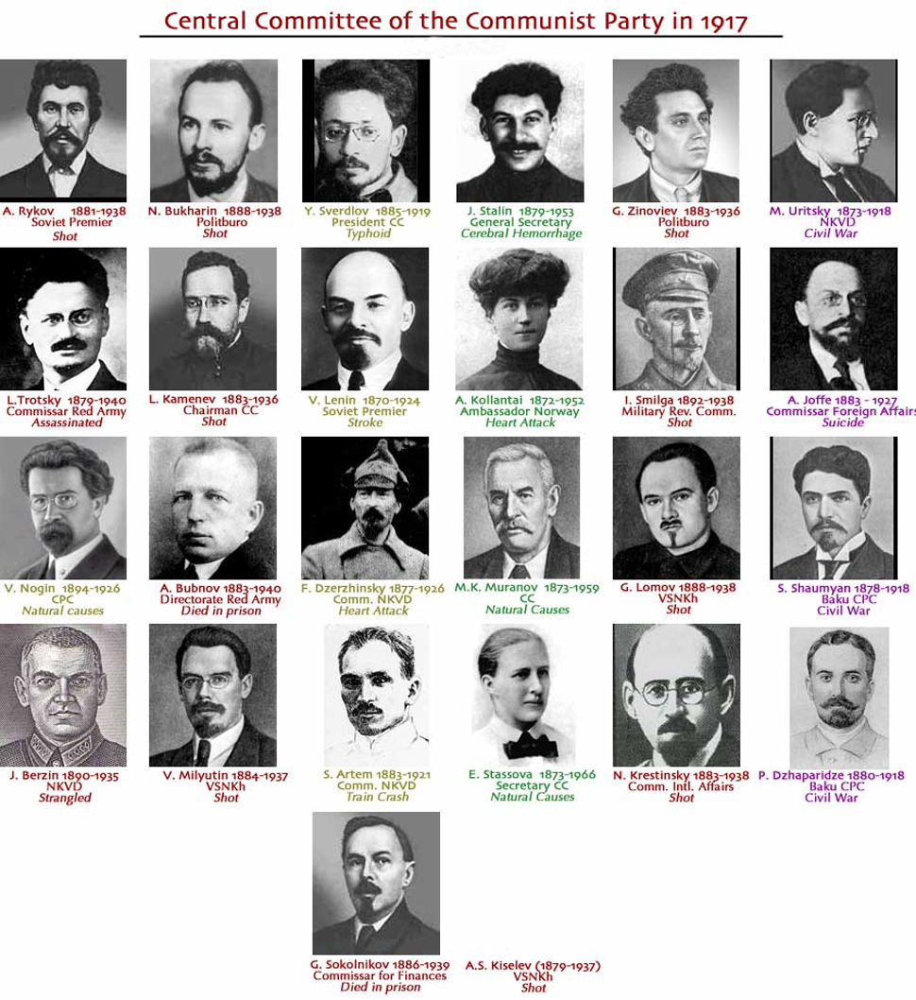 Central Committee of the Communist Party in 1917
A. Rykov 1881-1938
Soviet Premier
Shot
N. Bukharin 1888-1938
Politburo
Shot
Y. Sverdlov 1885-1919
President CC
Typhoid
J. Stalin 1879-1953
General Secretary
Cerebral Hemorrhage
G. Zinoviev 1883-1936
Politburo
Shot
M. Uritsky 1873-1918
NKVD
Civil War
L.Trotsky 1879-1940
Commissar Red Army
Assassinated
L. Kamenev 1883-1936
Chairman CC
Shot
V. Lenin 1870-1924
Soviet Premier
Stroke
A. Kollantai 1872-1952
Ambassador Norway
Heart Attack
I. Smilga 1892-1938
Military Rev. Comm.
Shot
A. Joffe 1883 - 1927
Commissar Foreign Affairs
Suicide
V. Nogin 1894-1926
CPC
Natural causes
A. Bubnov 1883-1940
Directorate Red Army
Died in prison
F. Dzerzhinsky 1877-1926
Comm. NKVD
Heart Attack
M.K. Muranov 1873-1959
CC
Natural Causes
G. Lomov 1888-1938
VSNKh
Shot
S. Shaumyan 1878-1918
Baku CPC
Civil War
J. Berzin 1890-1935
NKVD
Strangled
V. Milyutin 1884-1937
VSNKh
Shot
S. Artem 1883-1921
Comm. NKVD
Train Crash
E. Stassova 1873-1966
Secretary CC
Natural Causes
N. Krestinsky 1883-1938
Comm. Intl. Affairs
Shot
P. Dzhaparidze 1880-1918
Baku CPC
Civil War
G. Sokolnikov 1886-1939
Commissar for Finances
Died in prison
A.S. Kiselev (1879-1937)
VSNKh
Shot